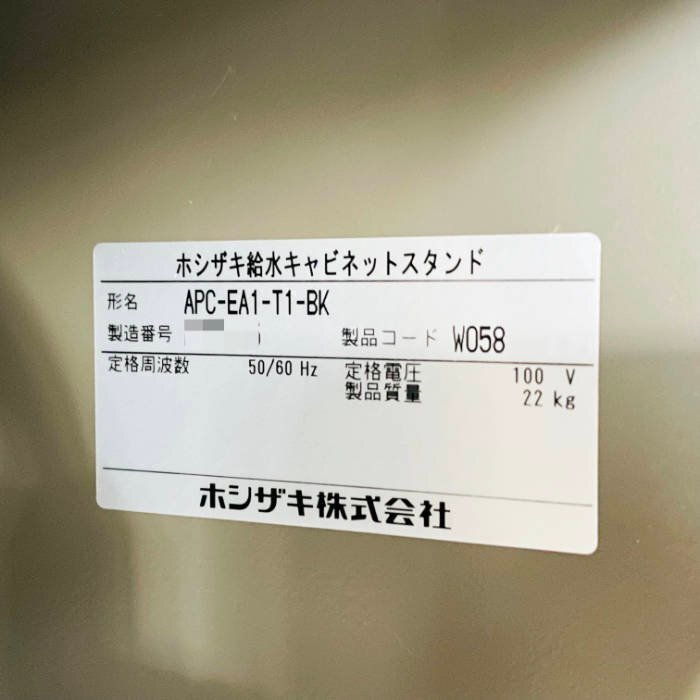 ホシザキ給水キャビネットスタンド
形名 APC-EA1-T1-BK
製造番号 製品コード W058
定格周波数 50/60 Hz 定格電圧 100 V
製品質量 22 kg
ホシザキ株式会社